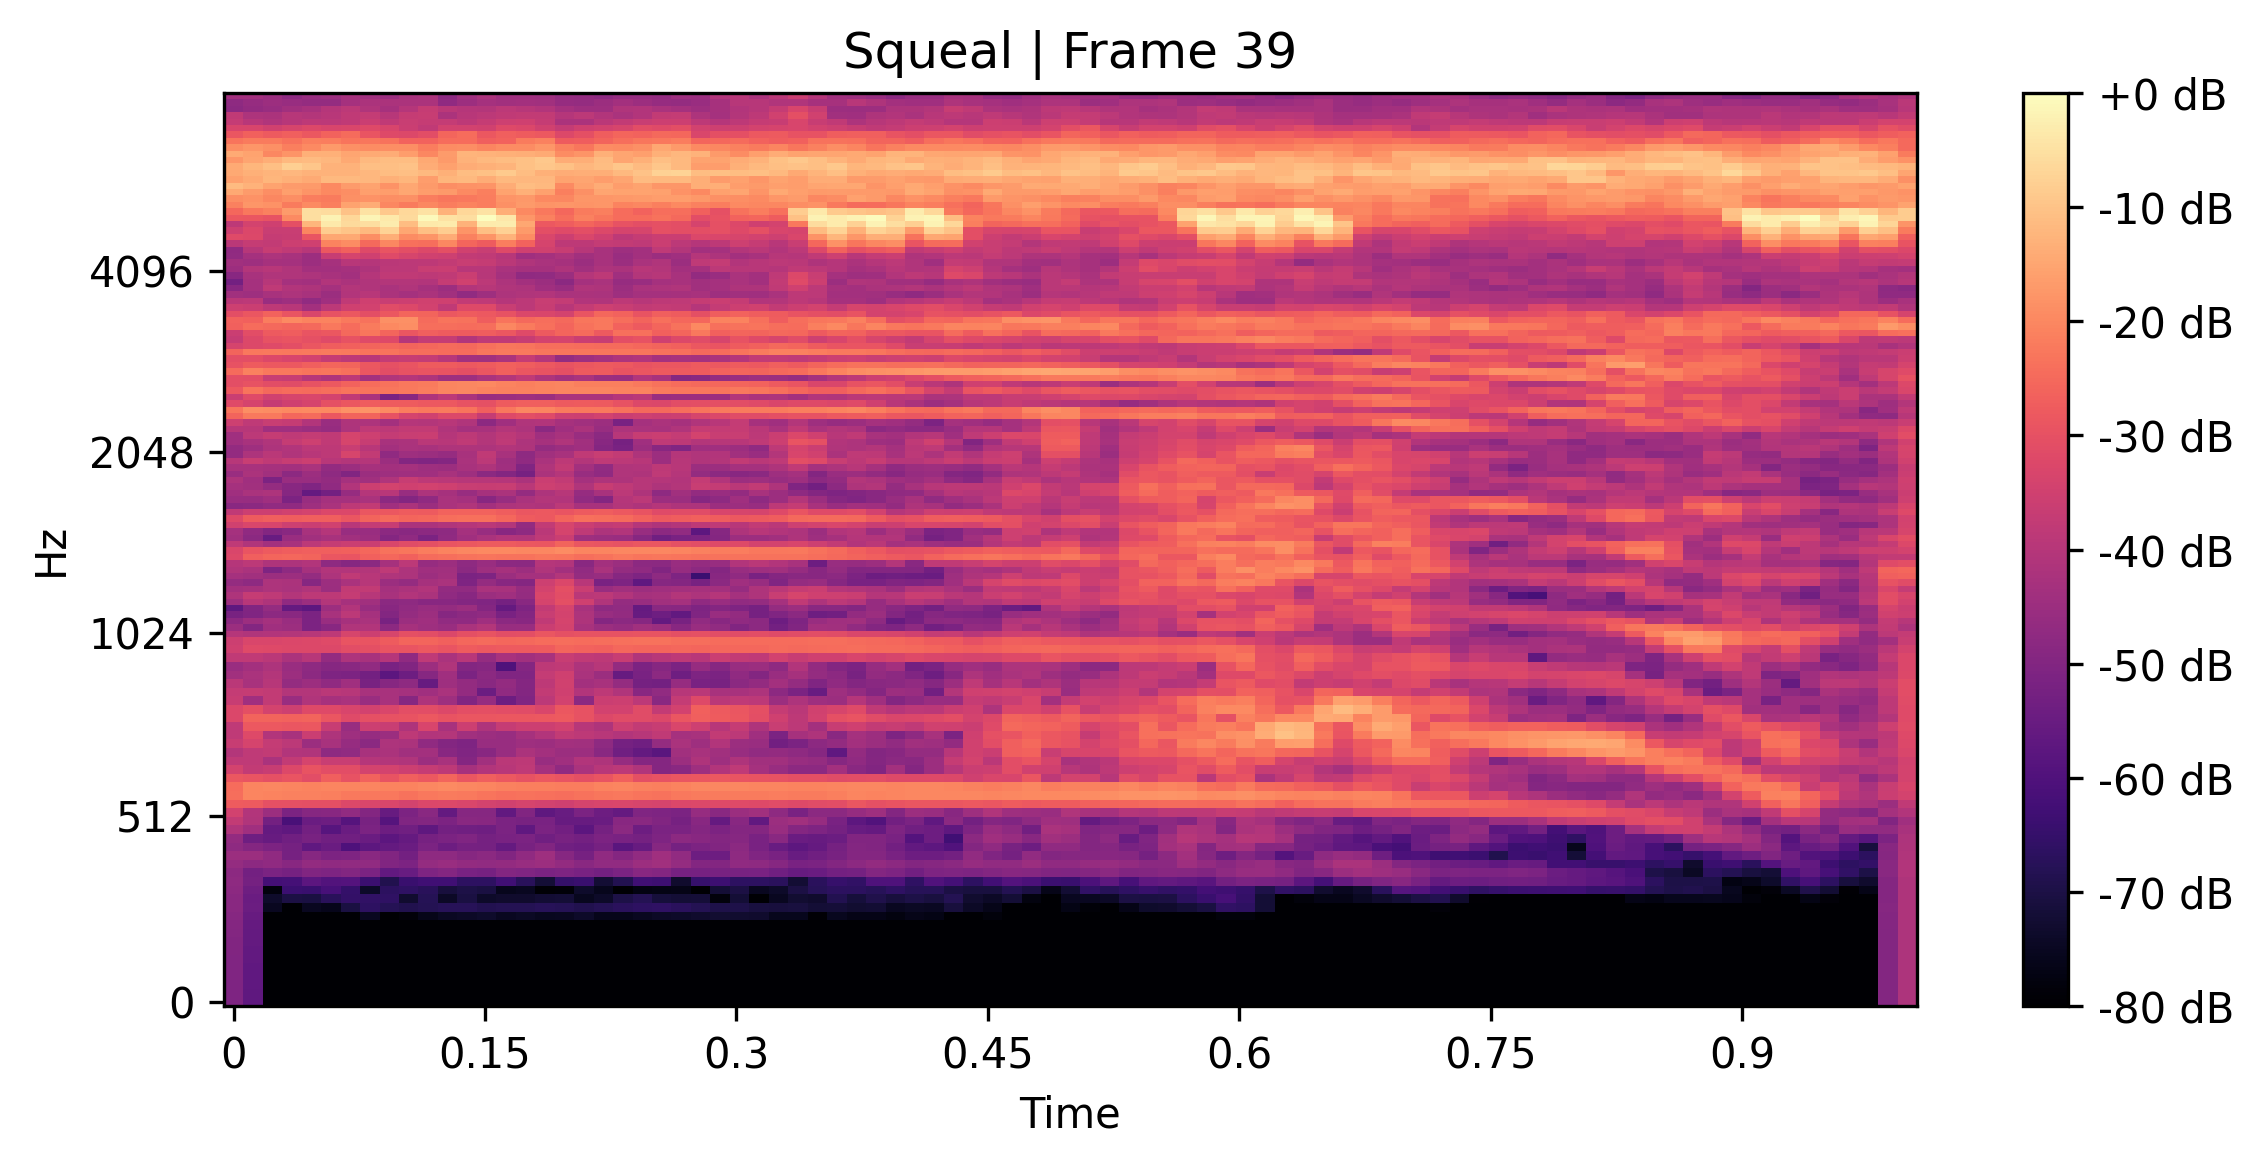 Squeal | Frame 39
+0 dB
-10 dB
-20 dB
-30 dB
-40 dB
-50 dB
-60 dB
-70 dB
-80 dB
Hz
4096
2048
1024
512
0
0 0.15 0.3 0.45 0.6 0.75 0.9
Time